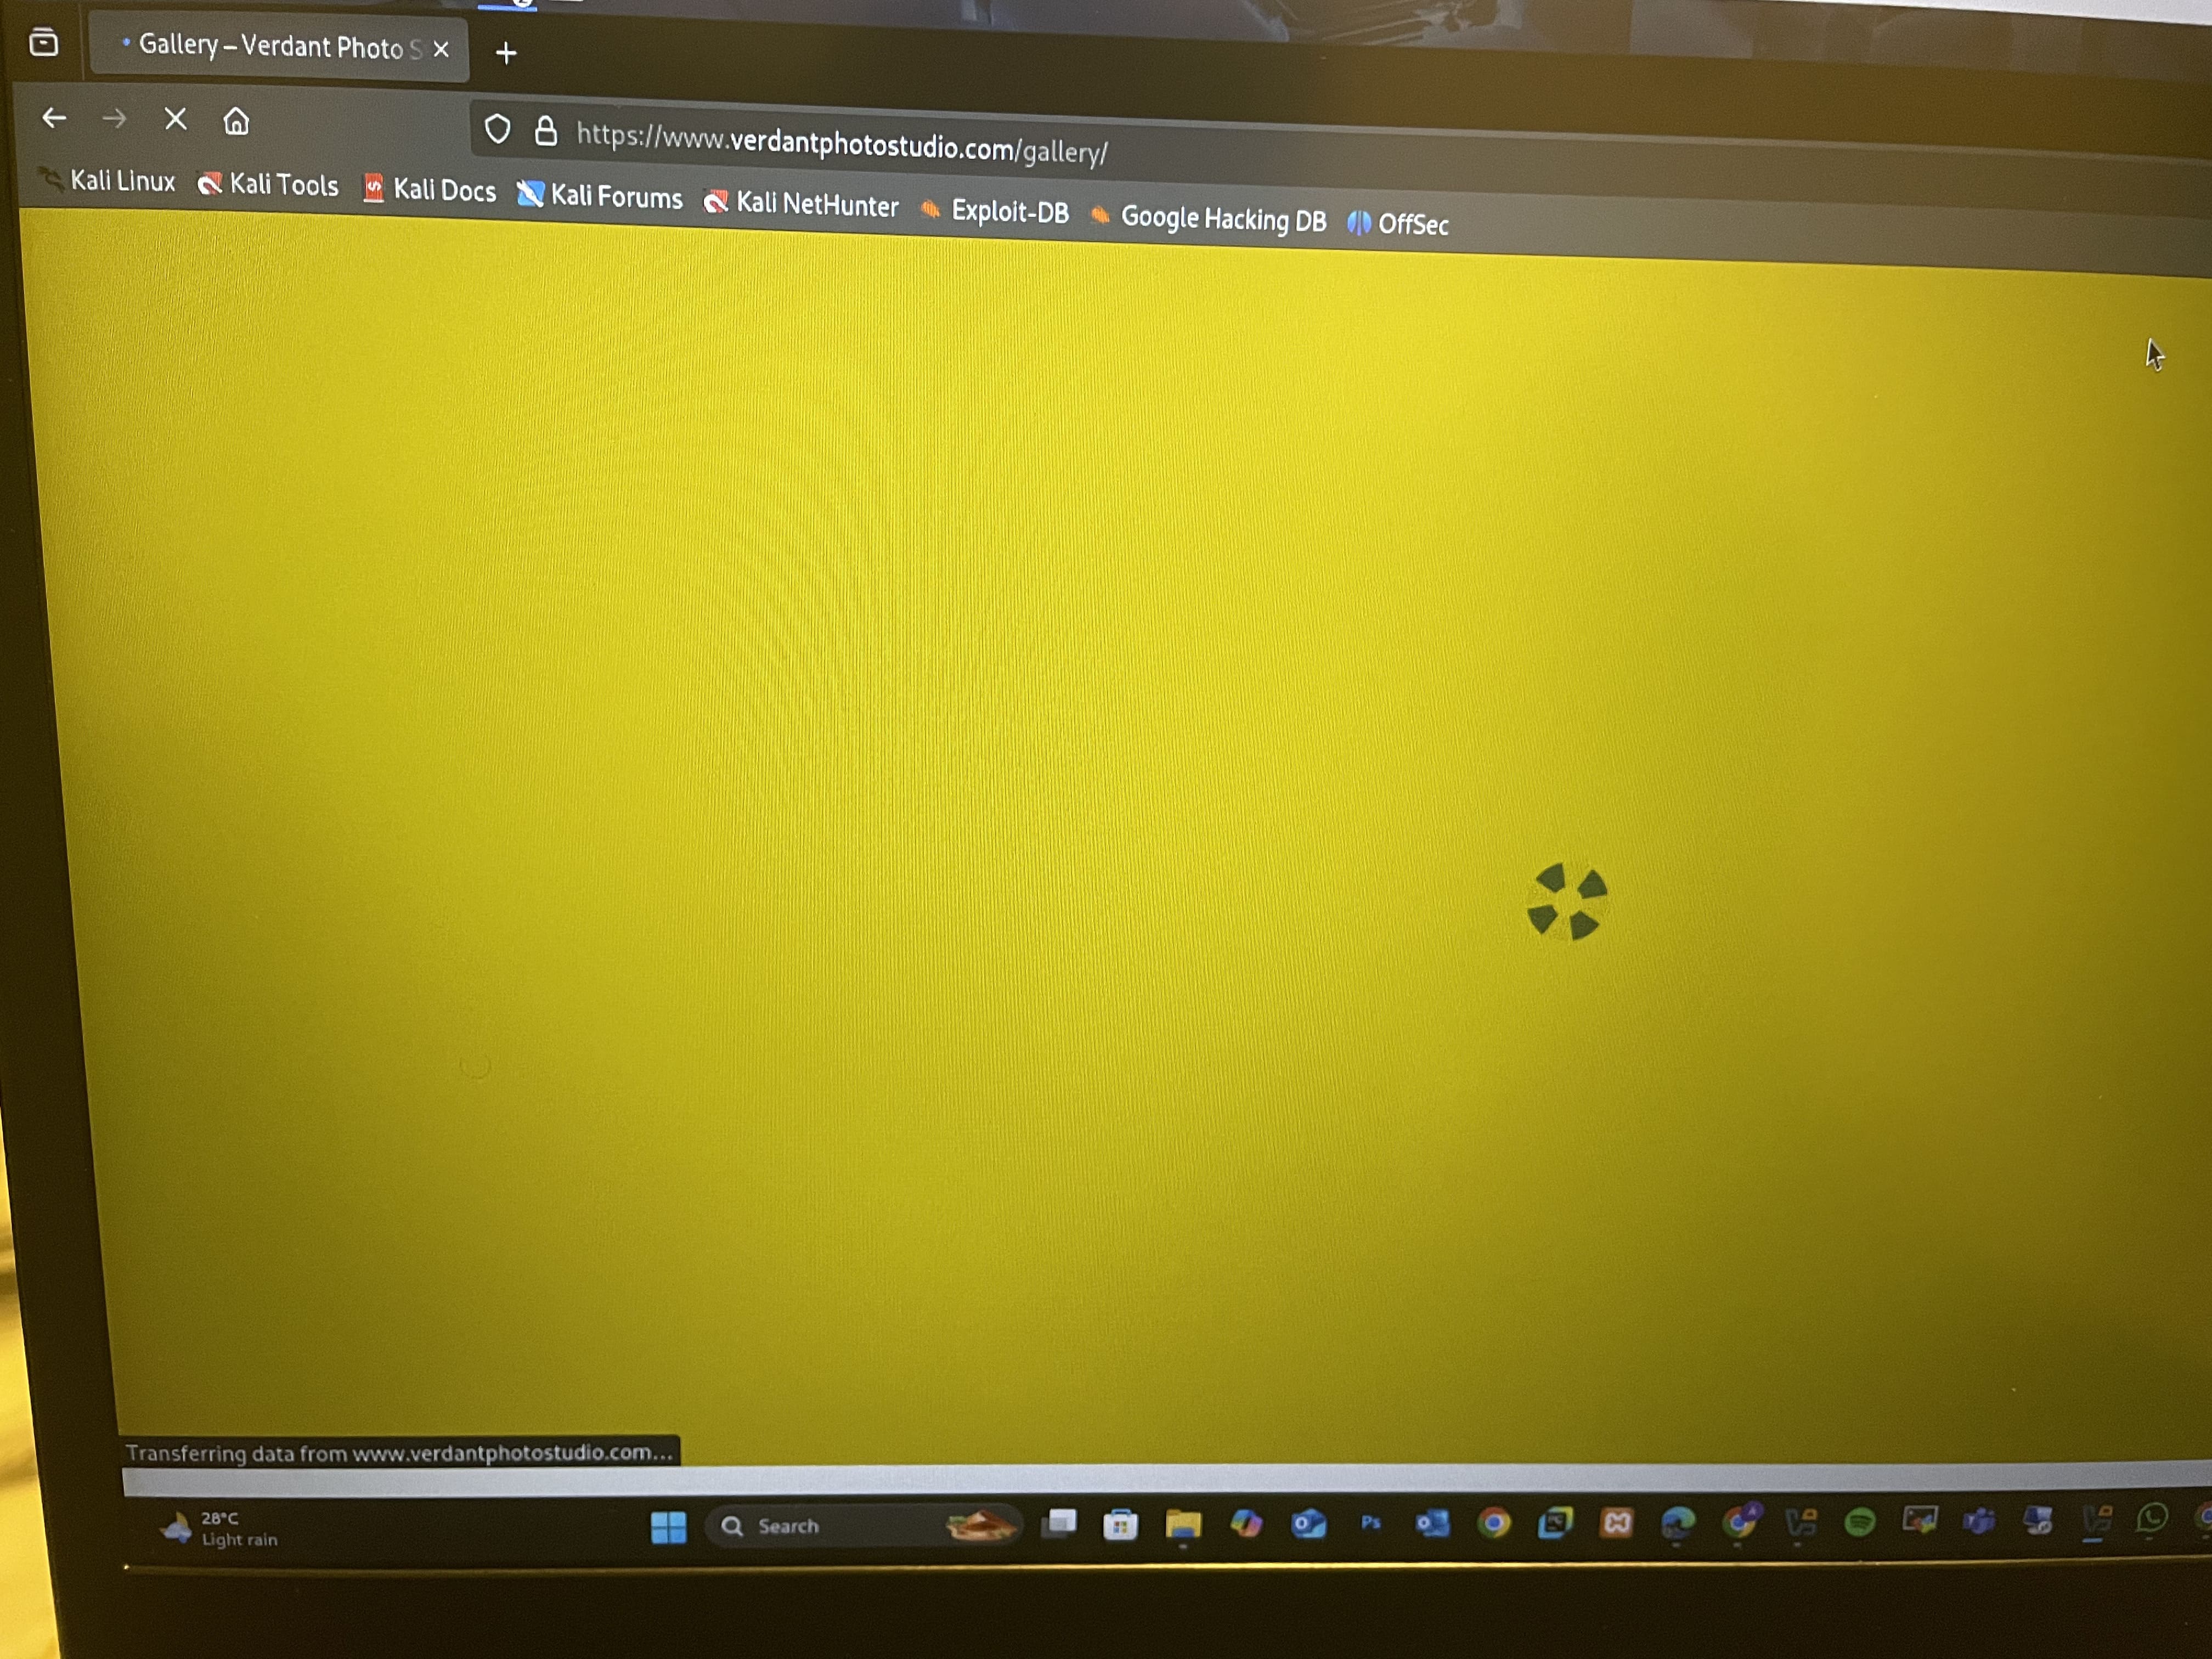 Gallery – Verdant Photo S
https://www.verdantphotostudio.com/gallery/
Kali Linux Kali Tools Kali Docs Kali Forums Kali NetHunter Exploit-DB Google Hacking DB OffSec
Transferring data from www.verdantphotostudio.com...
28°C
Light rain
Search
Ps